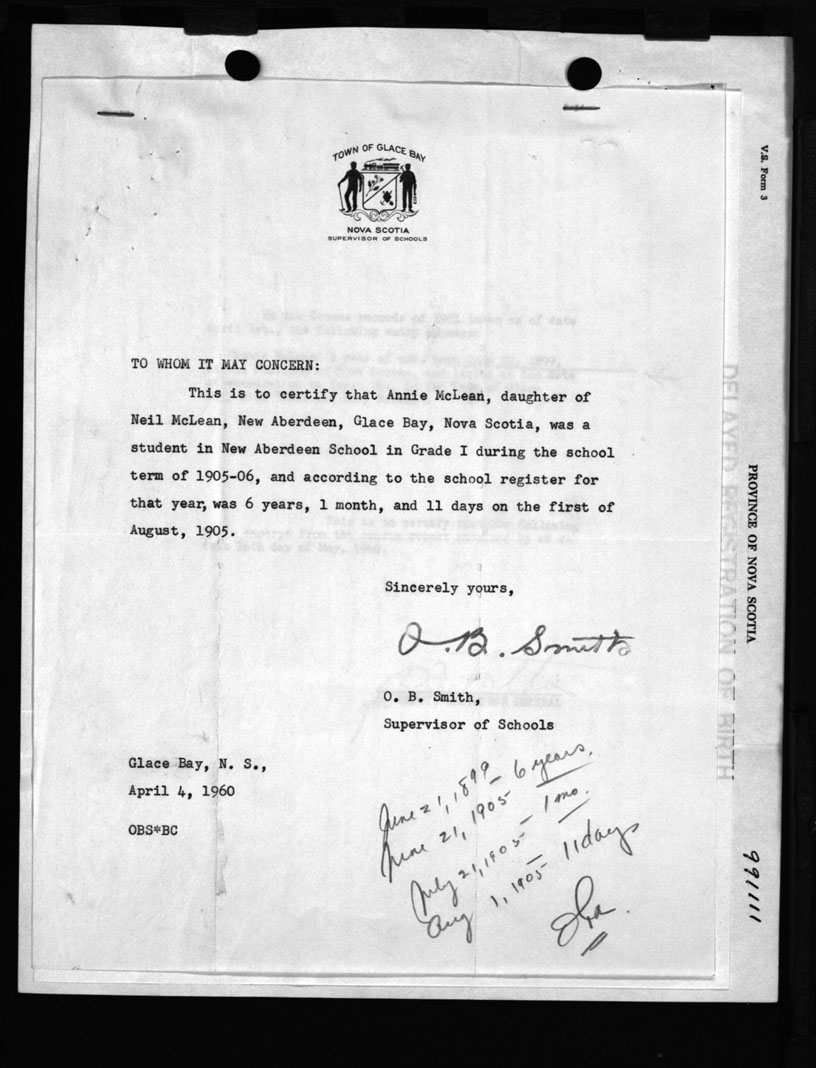 TOWN OF GLACE BAY
NOVA SCOTIA
SUPERVISOR OF SCHOOLS
TO WHOM IT MAY CONCERN:
This is to certify that Annie McLean, daughter of
Neil McLean, New Aberdeen, Glace Bay, Nova Scotia, was a
student in New Aberdeen School in Grade I during the school
term of 1905-06, and according to the school register for
that year, was 6 years, 1 month, and 11 days on the first of
August, 1905.
Sincerely yours,
O. B. Smith
O. B. Smith,
Supervisor of Schools
Glace Bay, N. S.,
April 4, 1960
OBS*BC
June 21, 1899
June 21, 1905 - 6 years.
July 21, 1905 - 1 mo.
Aug 1, 1905 - 11 days
V.S. Form 3
PROVINCE OF NOVA SCOTIA
DELAYED REGISTRATION OF BIRTH
991111